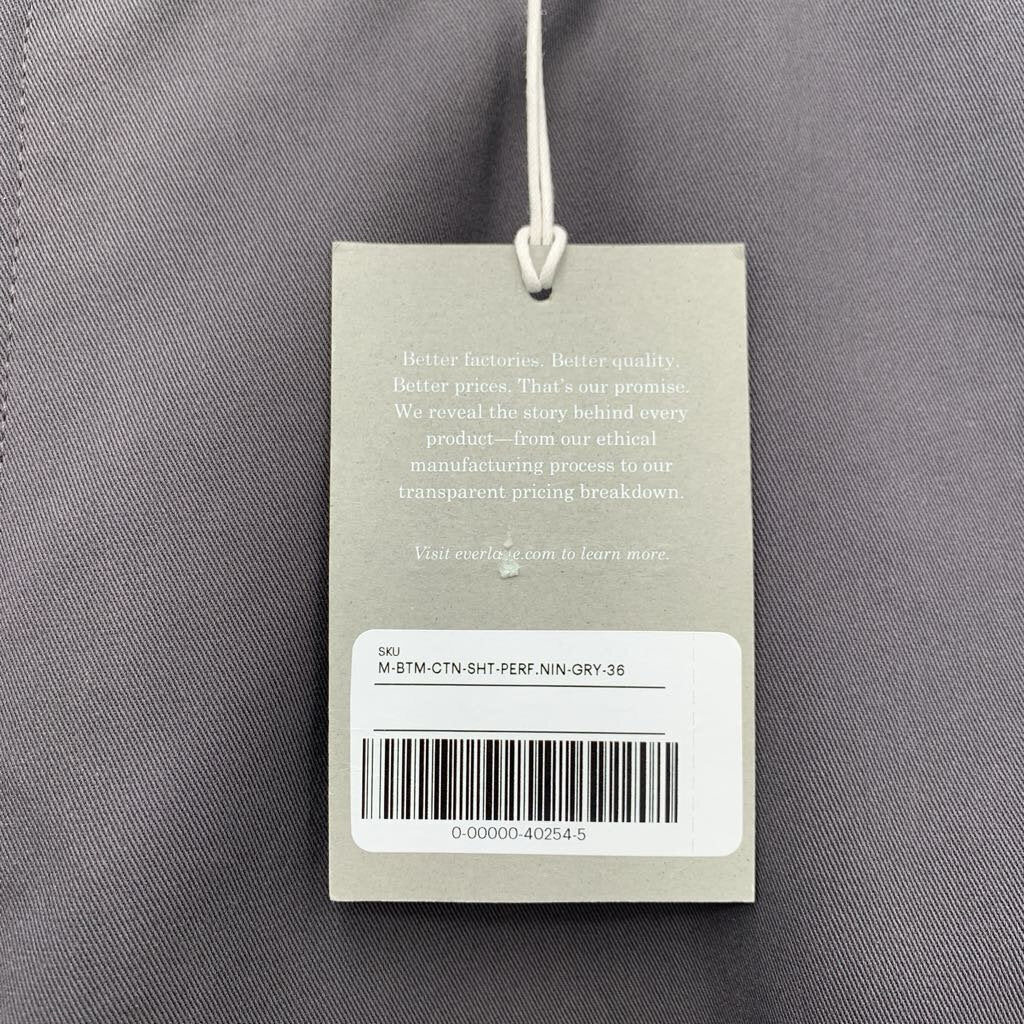 Better factories. Better quality.
Better prices. That's our promise.
We reveal the story behind every
product—from our ethical
manufacturing process to our
transparent pricing breakdown.
Visit to learn more.
SKU
M-BTM-CTN-SHT-PERF.NIN-GRY-36
0-00000-40254-5